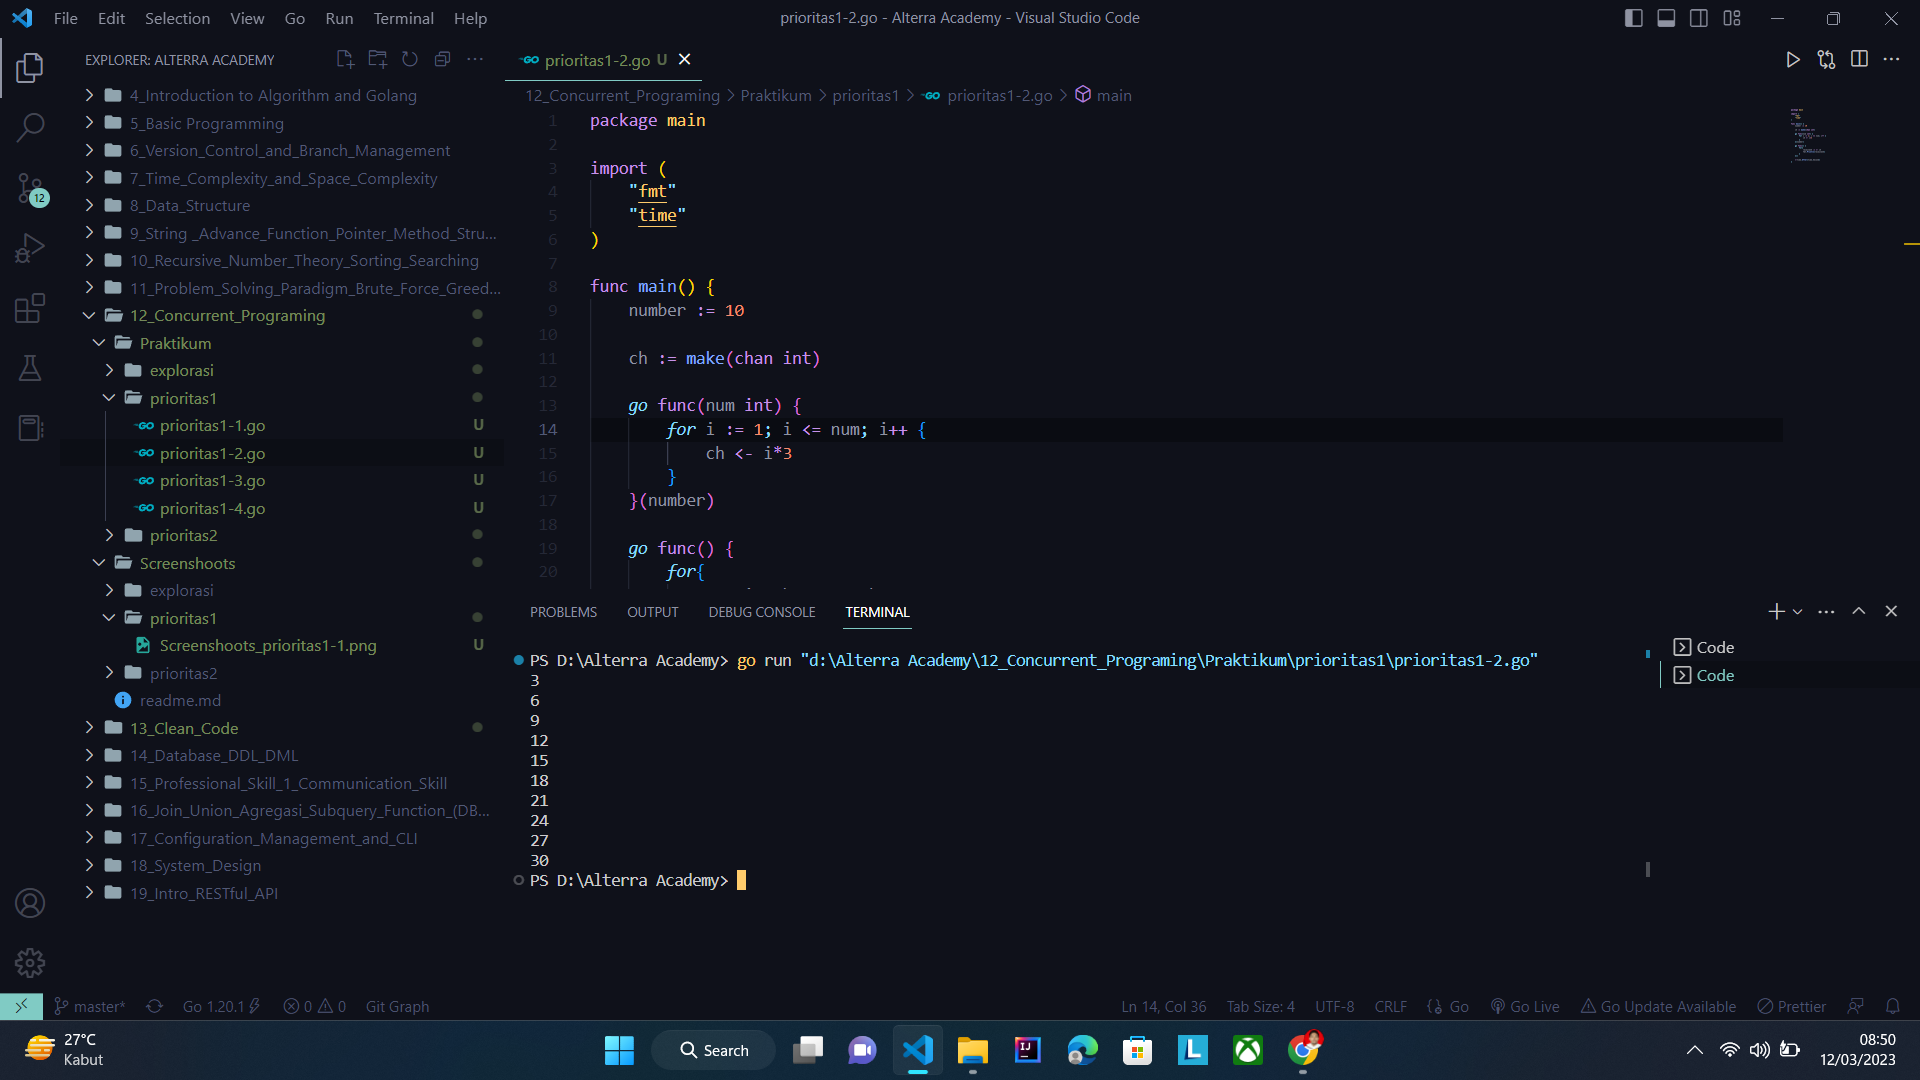 File Edit Selection View Go Run Terminal Help
prioritas1-2.go - Alterra Academy - Visual Studio Code
EXPLORER: ALTERRA ACADEMY
4_Introduction to Algorithm and Golang
5_Basic Programming
6_Version_Control_and_Branch_Management
7_Time_Complexity_and_Space_Complexity
8_Data_Structure
9_String _Advance_Function_Pointer_Method_Stru...
10_Recursive_Number_Theory_Sorting_Searching
11_Problem_Solving_Paradigm_Brute_Force_Greed...
12_Concurrent_Programing
Praktikum
explorasi
prioritas1
prioritas1-1.go U
prioritas1-2.go U
prioritas1-3.go U
prioritas1-4.go U
prioritas2
Screenshoots
explorasi
prioritas1
Screenshoots_prioritas1-1.png U
prioritas2
readme.md
13_Clean_Code
14_Database_DDL_DML
15_Professional_Skill_1_Communication_Skill
16_Join_Union_Agregasi_Subquery_Function_(DB...
17_Configuration_Management_and_CLI
18_System_Design
19_Intro_RESTful_API
12
GO prioritas1-2.go U
12_Concurrent_Programing > Praktikum > prioritas1 > GO prioritas1-2.go > main
1 package main
2
3 import (
4 "fmt"
5 "time"
6 )
7
8 func main() {
9 number := 10
10
11 ch := make(chan int)
12
13 go func(num int) {
14 for i := 1; i <= num; i++ {
15 ch <- i*3
16 }
17 }(number)
18
19 go func() {
20 for{
PROBLEMS OUTPUT DEBUG CONSOLE TERMINAL
PS D:\Alterra Academy> go run "d:\Alterra Academy\12_Concurrent_Programing\Praktikum\prioritas1\prioritas1-2.go"
3
6
9
12
15
18
21
24
27
30
PS D:\Alterra Academy>
Code
Code
master* Go 1.20.1 0 0 Git Graph
Ln 14, Col 36 Tab Size: 4 UTF-8 CRLF {} Go Go Live Go Update Available Prettier
27°C
Kabut
Search
IJ
L
08:50
12/03/2023